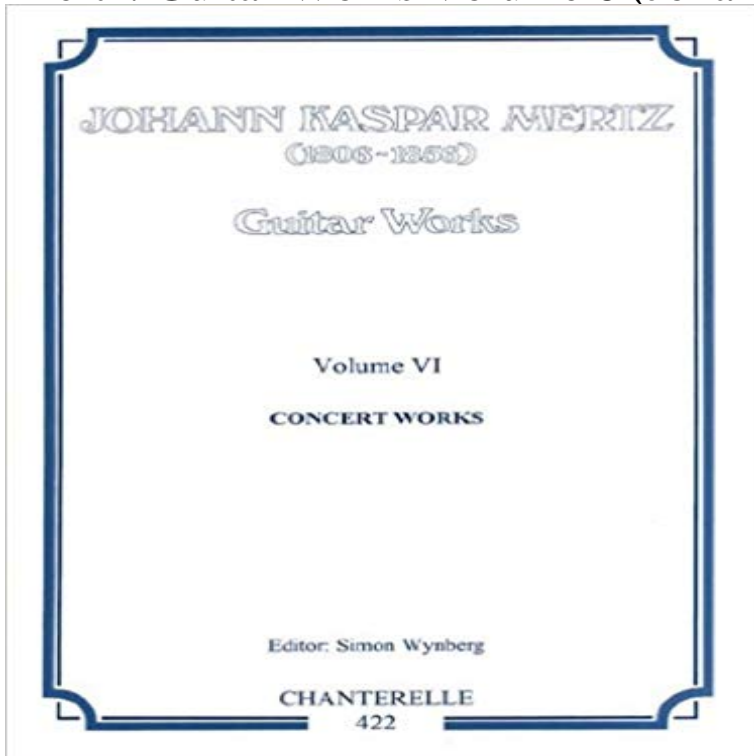 JOHANN KASPAR MERTZ
(1806-1856)
Guitar Works
Volume VI
CONCERT WORKS
Editor: Simon Wynberg
CHANTERELLE
422